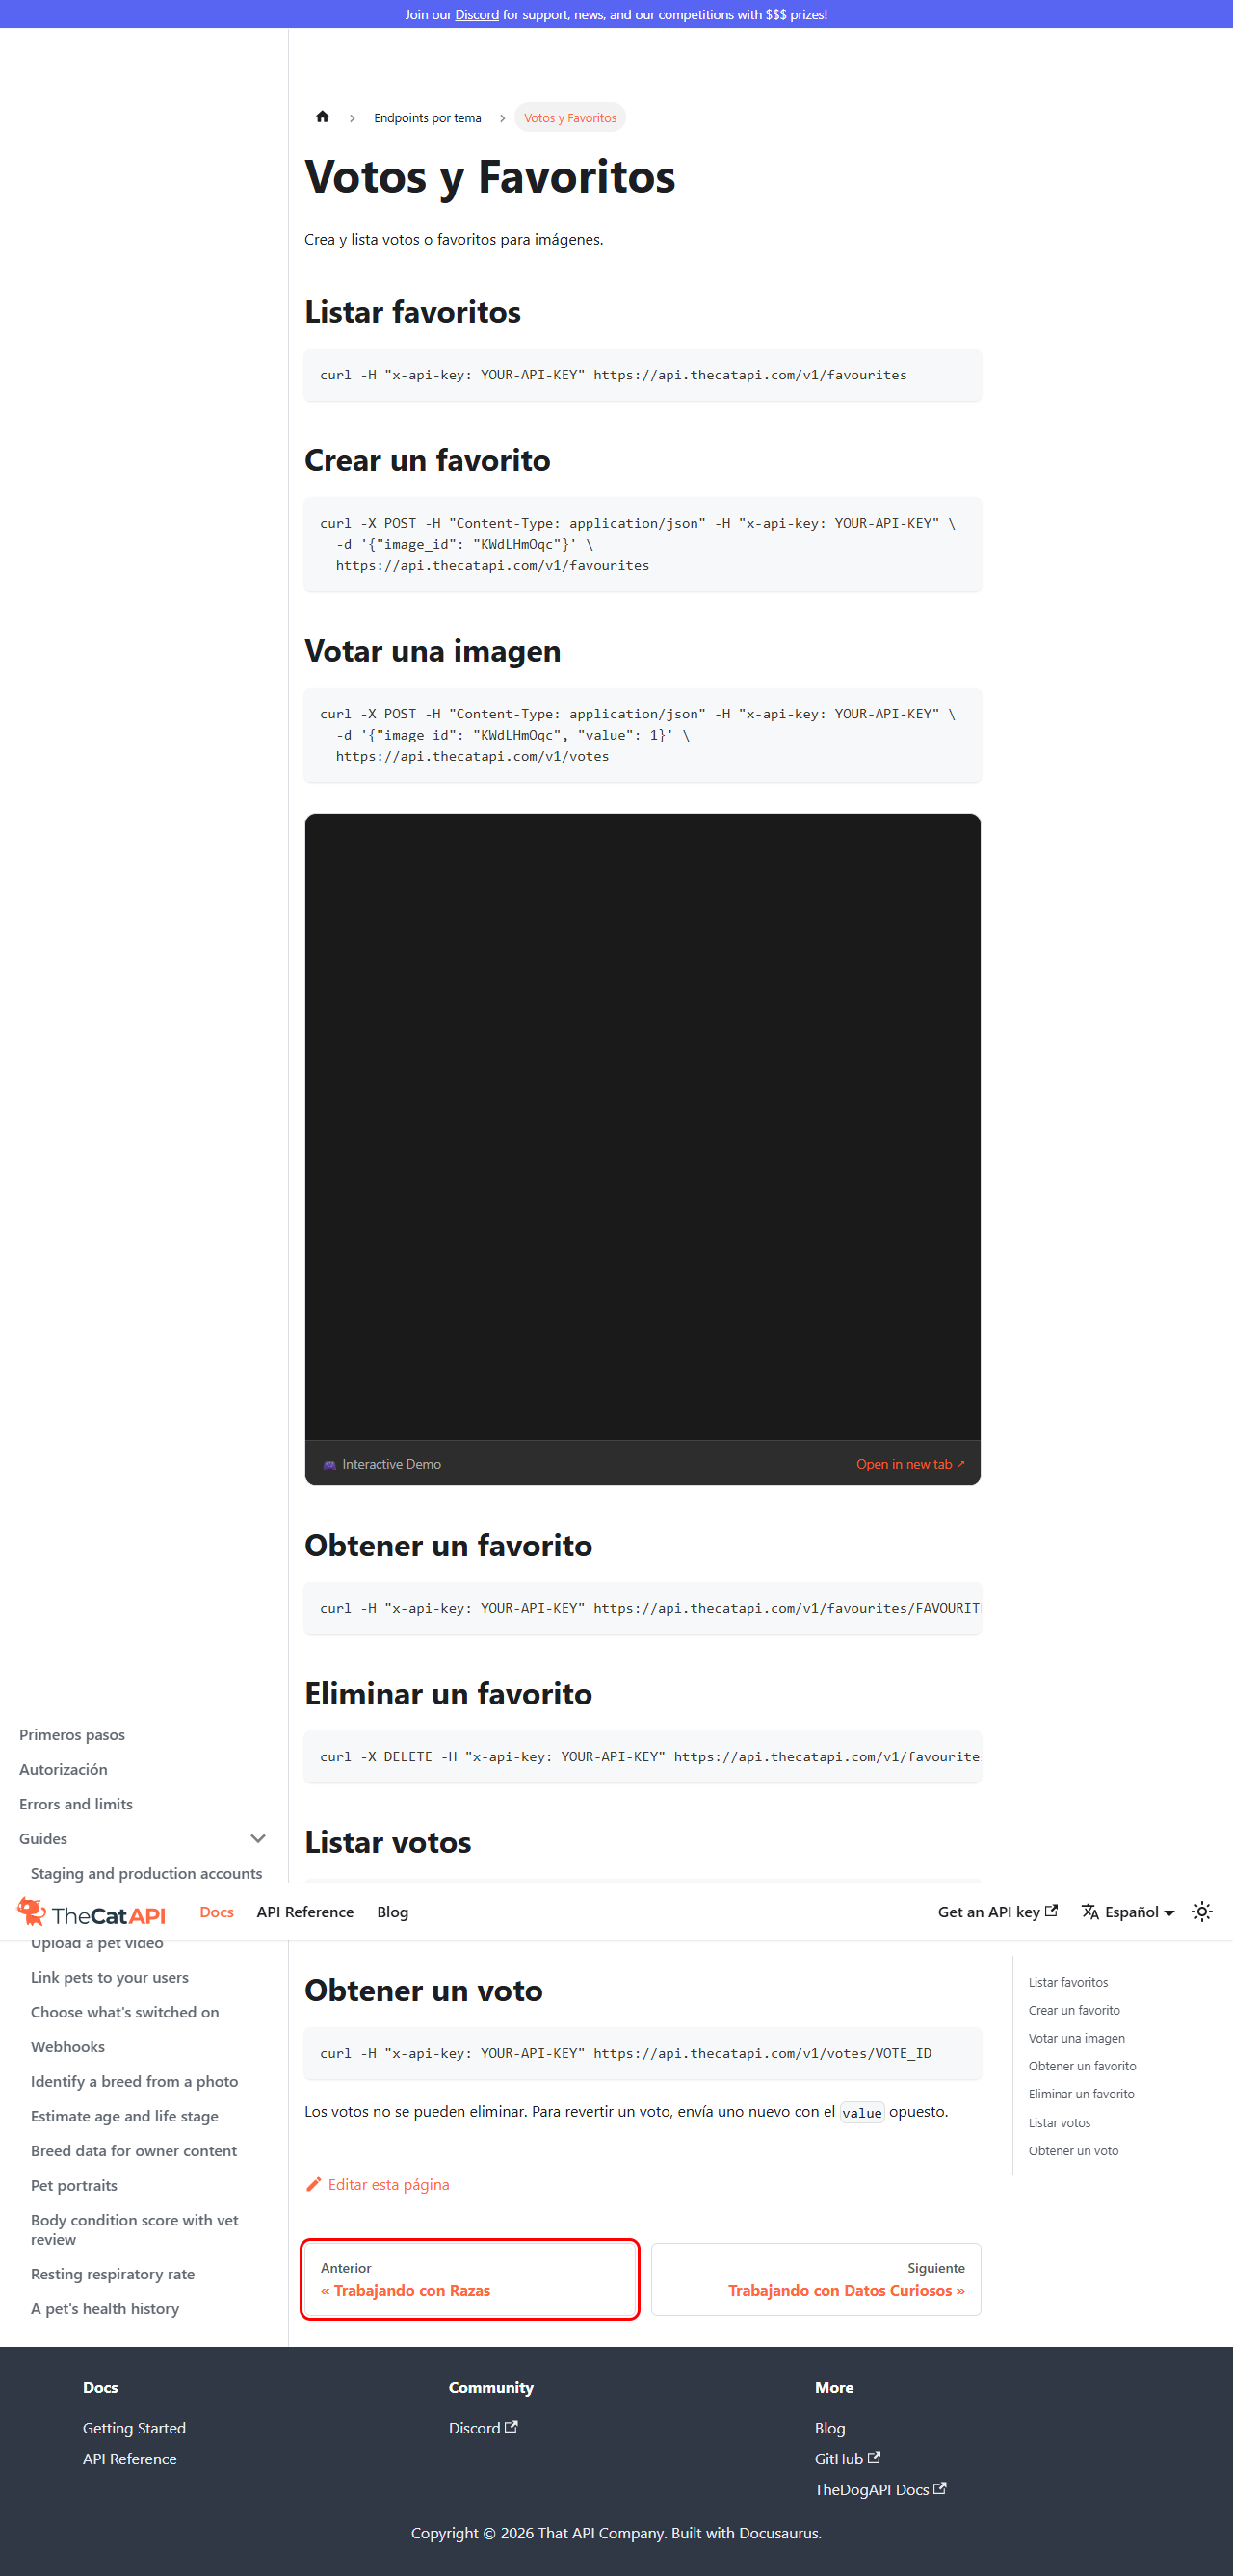 Join our Discord for support, news, and our competitions with $$$ prizes!
Endpoints por tema
Votos y Favoritos
Votos y Favoritos
Crea y lista votos o favoritos para imágenes.
Listar favoritos
curl -H "x-api-key: YOUR-API-KEY" https://api.thecatapi.com/v1/favourites
Crear un favorito
curl -X POST -H "Content-Type: application/json" -H "x-api-key: YOUR-API-KEY" \
-d '{"image_id": "KWdLHmOqc"}' \
https://api.thecatapi.com/v1/favourites
Votar una imagen
curl -X POST -H "Content-Type: application/json" -H "x-api-key: YOUR-API-KEY" \
-d '{"image_id": "KWdLHmOqc", "value": 1}' \
https://api.thecatapi.com/v1/votes
Interactive Demo
Open in new tab ↗
Obtener un favorito
curl -H "x-api-key: YOUR-API-KEY" https://api.thecatapi.com/v1/favourites/FAVOURIT
Eliminar un favorito
curl -X DELETE -H "x-api-key: YOUR-API-KEY" https://api.thecatapi.com/v1/favourites
Listar votos
Primeros pasos
Autorización
Errors and limits
Guides
Staging and production accounts
TheCatAPI
Docs
API Reference
Blog
Get an API key
Español
Upload a pet video
Link pets to your users
Choose what's switched on
Webhooks
Identify a breed from a photo
Estimate age and life stage
Breed data for owner content
Pet portraits
Body condition score with vet
review
Resting respiratory rate
A pet's health history
Obtener un voto
curl -H "x-api-key: YOUR-API-KEY" https://api.thecatapi.com/v1/votes/VOTE_ID
Los votos no se pueden eliminar. Para revertir un voto, envía uno nuevo con el value opuesto.
Editar esta página
Anterior
« Trabajando con Razas
Siguiente
Trabajando con Datos Curiosos »
Listar favoritos
Crear un favorito
Votar una imagen
Obtener un favorito
Eliminar un favorito
Listar votos
Obtener un voto
Docs
Getting Started
API Reference
Community
Discord
More
Blog
GitHub
TheDogAPI Docs
Copyright © 2026 That API Company. Built with Docusaurus.